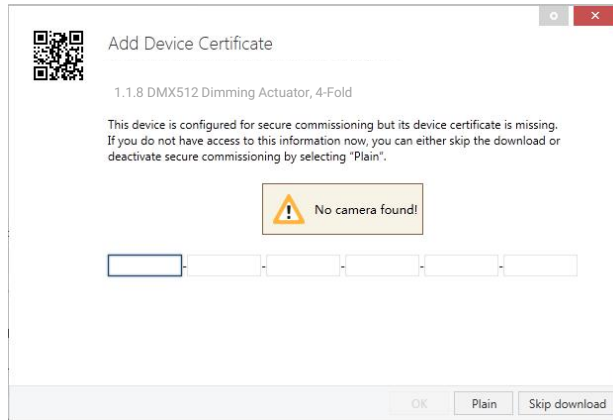 Add Device Certificate
1.1.8 DMX512 Dimming Actuator, 4-Fold
This device is configured for secure commissioning but its device certificate is missing.
If you do not have access to this information now, you can either skip the download or
deactivate secure commissioning by selecting "Plain".
No camera found!
- - - - -
OK Plain Skip download